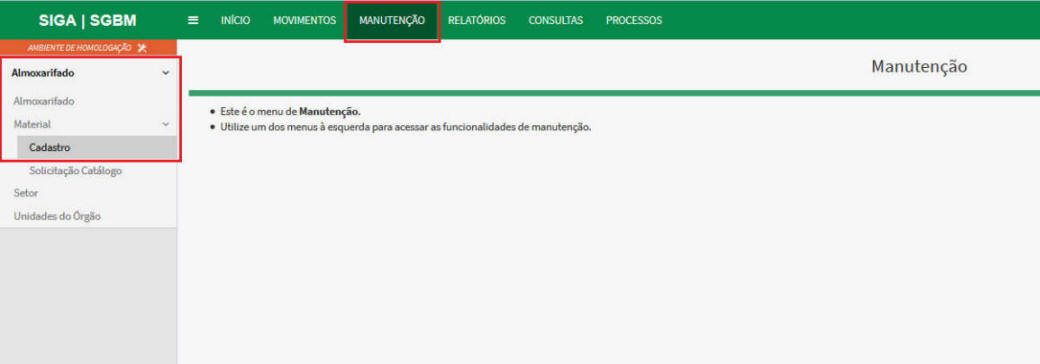 SIGA | SGBM
INÍCIO MOVIMENTOS MANUTENÇÃO RELATÓRIOS CONSULTAS PROCESSOS
AMBIENTE DE HOMOLOGAÇÃO
Almoxarifado
Almoxarifado
Material
Cadastro
Solicitação Catálogo
Setor
Unidades do Órgão
Manutenção
• Este é o menu de Manutenção.
• Utilize um dos menus à esquerda para acessar as funcionalidades de manutenção.